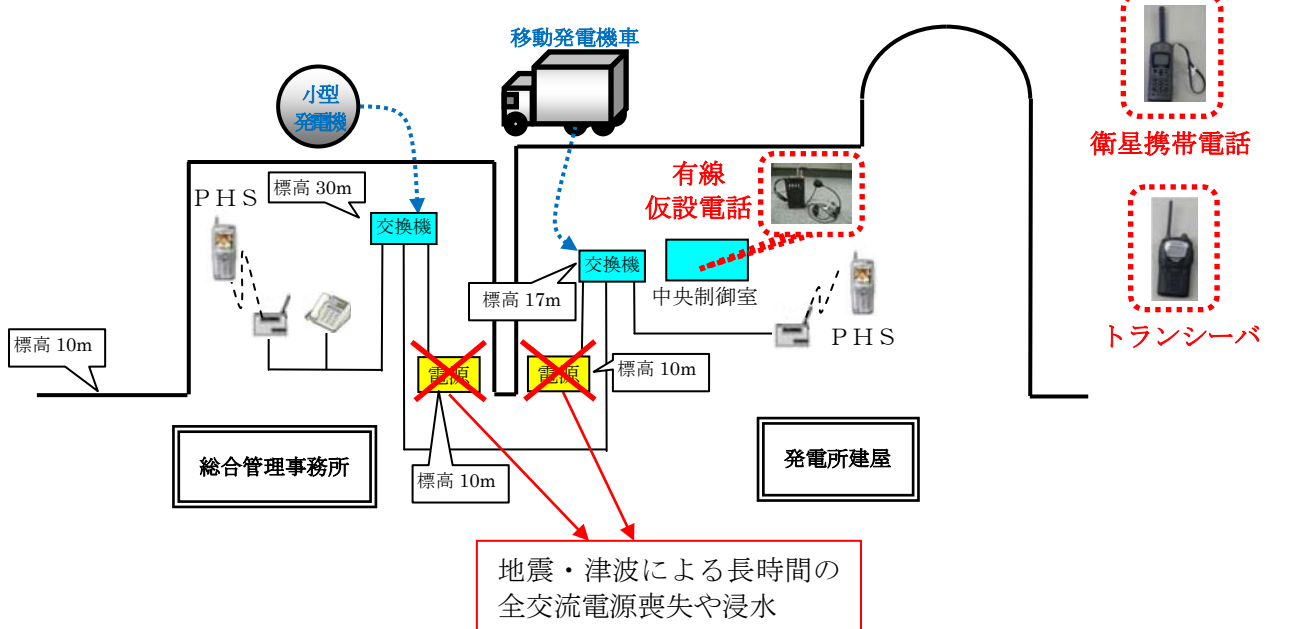 移動発電機車
小型
発電機
衛星携帯電話
有線
仮設電話
PHS
標高 30m
交換機
交換機
標高 17m
中央制御室
PHS
トランシーバ
標高 10m
電源
電源
標高 10m
総合管理事務所
標高 10m
発電所建屋
地震・津波による長時間の
全交流電源喪失や浸水